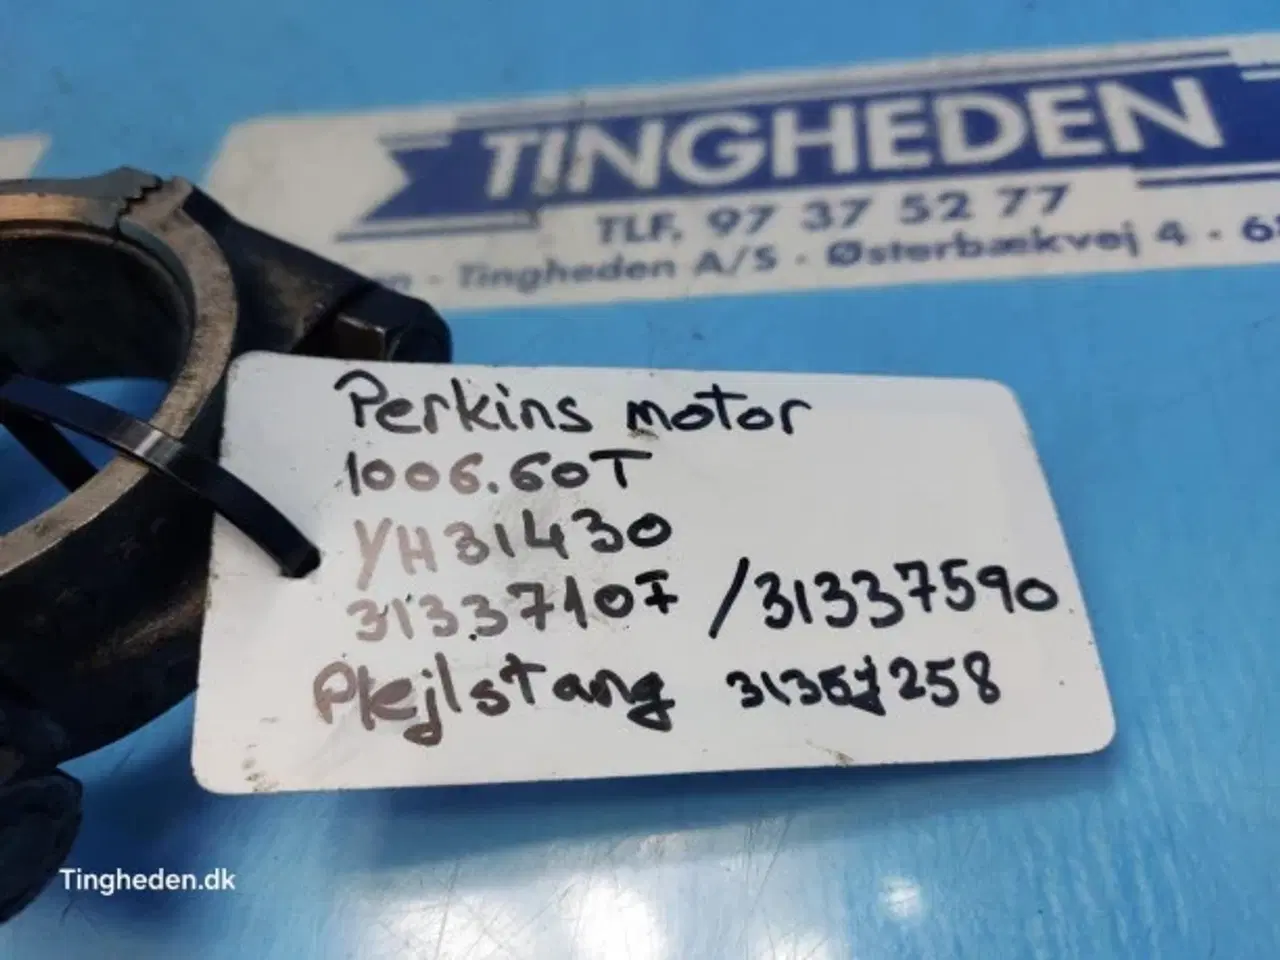 TINGHEDEN
TLF. 97 37 52 77
Tingheden A/S - Østerbækvej 4 - 6
Perkins motor
1006.60T
YH31430
31337107 / 31337590
Plejlstang
Tingheden.dk